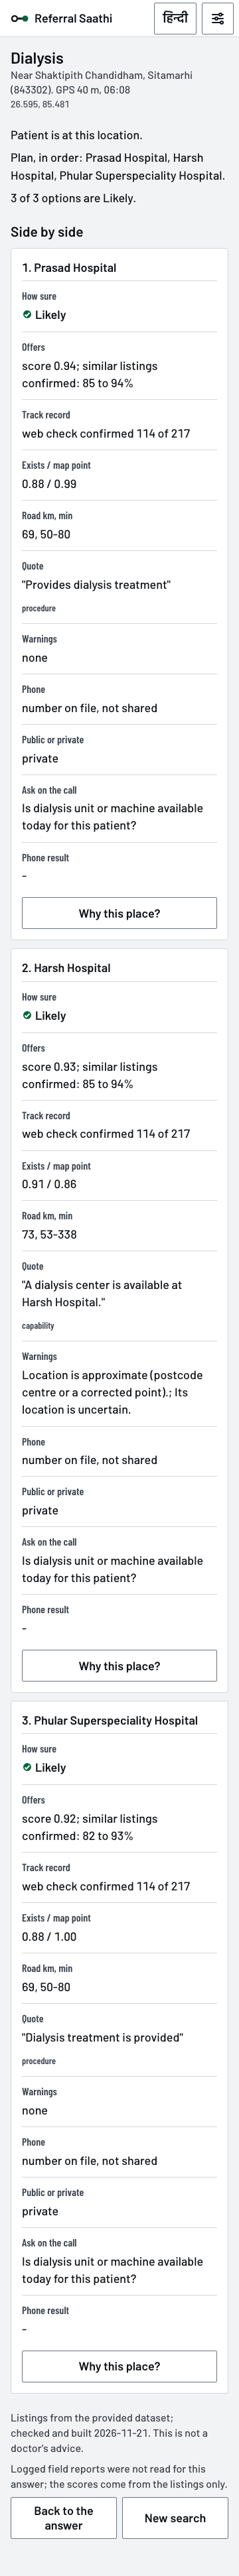 Referral Saathi
हिन्दी
Dialysis
Near Shaktipith Chandidham, Sitamarhi
(843302). GPS 40 m, 06:08
26.595, 85.481
Patient is at this location.
Plan, in order: Prasad Hospital, Harsh
Hospital, Phular Superspeciality Hospital.
3 of 3 options are Likely.
Side by side
1. Prasad Hospital
How sure
Likely
Offers
score 0.94; similar listings
confirmed: 85 to 94%
Track record
web check confirmed 114 of 217
Exists / map point
0.88 / 0.99
Road km, min
69, 50-80
Quote
"Provides dialysis treatment"
procedure
Warnings
none
Phone
number on file, not shared
Public or private
private
Ask on the call
Is dialysis unit or machine available
today for this patient?
Phone result
-
Why this place?
2. Harsh Hospital
How sure
Likely
Offers
score 0.93; similar listings
confirmed: 85 to 94%
Track record
web check confirmed 114 of 217
Exists / map point
0.91 / 0.86
Road km, min
73, 53-338
Quote
"A dialysis center is available at
Harsh Hospital."
capability
Warnings
Location is approximate (postcode
centre or a corrected point).; Its
location is uncertain.
Phone
number on file, not shared
Public or private
private
Ask on the call
Is dialysis unit or machine available
today for this patient?
Phone result
-
Why this place?
3. Phular Superspeciality Hospital
How sure
Likely
Offers
score 0.92; similar listings
confirmed: 82 to 93%
Track record
web check confirmed 114 of 217
Exists / map point
0.88 / 1.00
Road km, min
69, 50-80
Quote
"Dialysis treatment is provided"
procedure
Warnings
none
Phone
number on file, not shared
Public or private
private
Ask on the call
Is dialysis unit or machine available
today for this patient?
Phone result
-
Why this place?
Listings from the provided dataset;
checked and built 2026-11-21. This is not a
doctor's advice.
Logged field reports were not read for this
answer; the scores come from the listings only.
Back to the
answer
New search